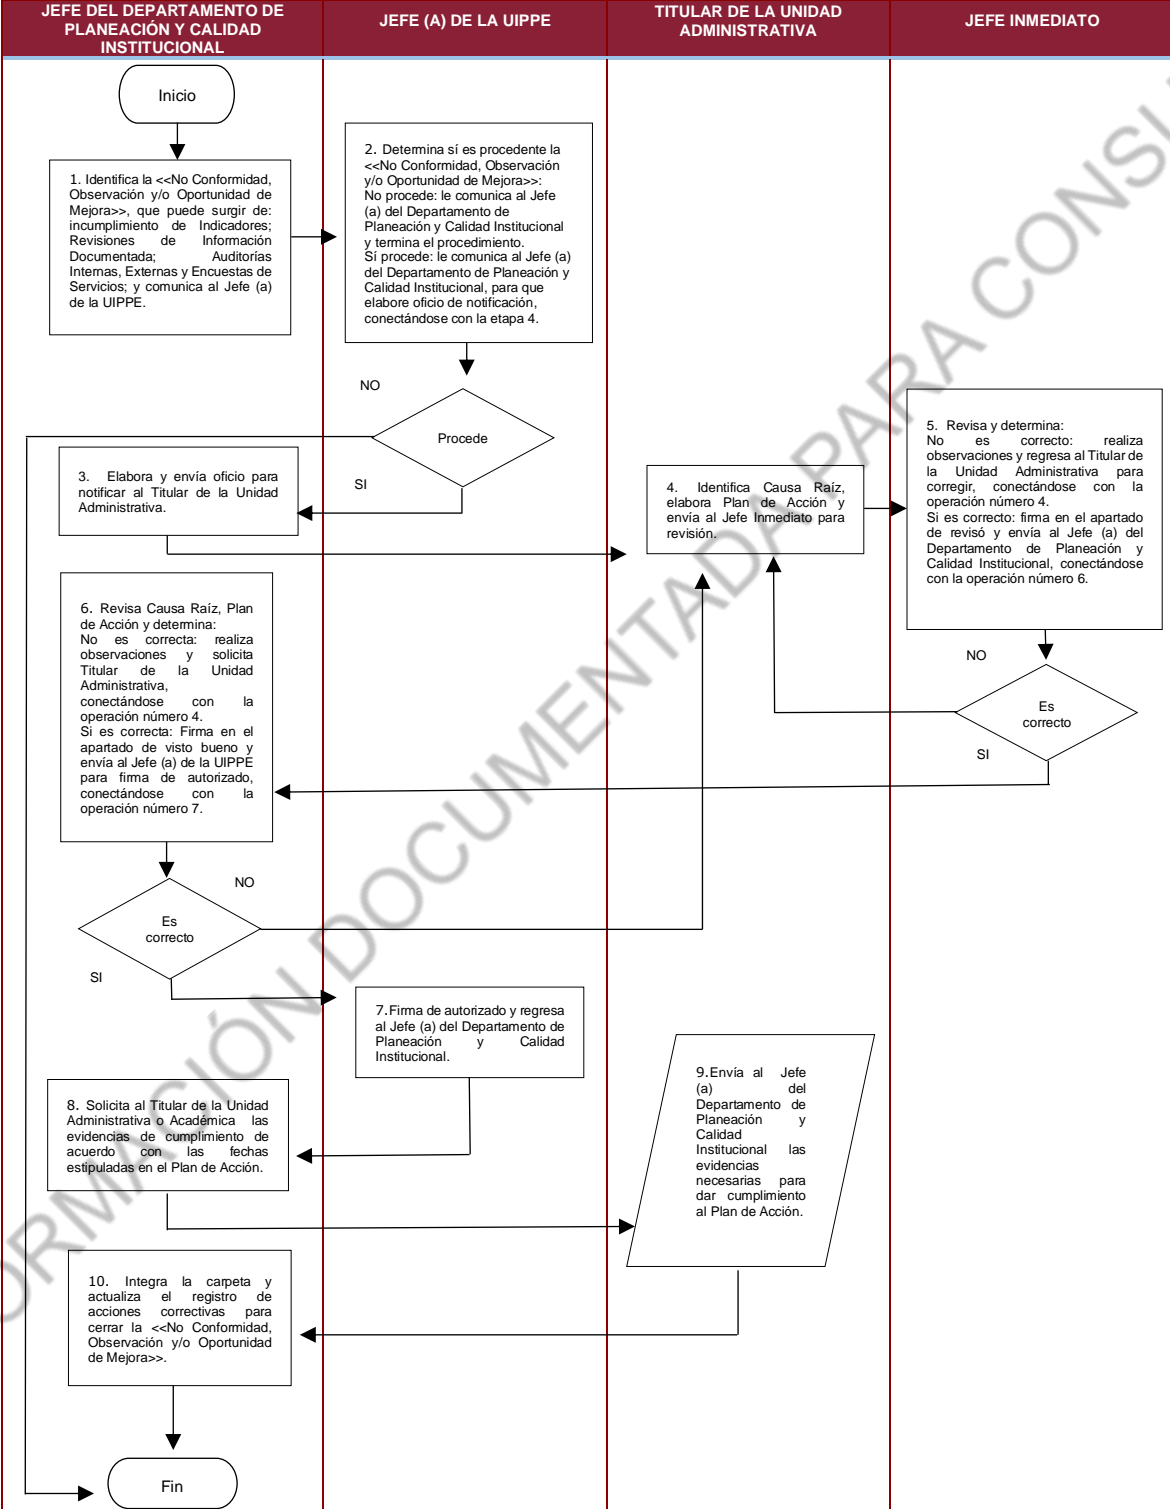 JEFE DEL DEPARTAMENTO DE
PLANEACIÓN Y CALIDAD
INSTITUCIONAL
JEFE (A) DE LA UIPPE
TITULAR DE LA UNIDAD
ADMINISTRATIVA
JEFE INMEDIATO
Inicio
1. Identifica la <<No Conformidad,
Observación y/o Oportunidad de
Mejora>>, que puede surgir de:
incumplimiento de Indicadores;
Revisiones de Información
Documentada; Auditorías
Internas, Externas y Encuestas de
Servicios; y comunica al Jefe (a)
de la UIPPE.
2. Determina sí es procedente la
<<No Conformidad, Observación
y/o Oportunidad de Mejora>>:
No procede: le comunica al Jefe
(a) del Departamento de
Planeación y Calidad Institucional
y termina el procedimiento.
Sí procede: le comunica al Jefe (a)
del Departamento de Planeación y
Calidad Institucional, para que
elabore oficio de notificación,
conectándose con la etapa 4.
NO
Procede
SI
3. Elabora y envía oficio para
notificar al Titular de la Unidad
Administrativa.
4. Identifica Causa Raíz,
elabora Plan de Acción y
envía al Jefe Inmediato para
revisión.
5. Revisa y determina:
No es correcto: realiza
observaciones y regresa al Titular de
la Unidad Administrativa para
corregir, conectándose con la
operación número 4.
Si es correcto: firma en el apartado
de revisó y envía al Jefe (a) del
Departamento de Planeación y
Calidad Institucional, conectándose
con la operación número 6.
NO
Es
correcto
SI
6. Revisa Causa Raíz, Plan
de Acción y determina:
No es correcta: realiza
observaciones y solicita
Titular de la Unidad
Administrativa,
conectándose con la
operación número 4.
Si es correcta: Firma en el
apartado de visto bueno y
envía al Jefe (a) de la UIPPE
para firma de autorizado,
conectándose con la
operación número 7.
NO
Es
correcto
SI
7.Firma de autorizado y regresa
al Jefe (a) del Departamento de
Planeación y Calidad
Institucional.
8. Solicita al Titular de la Unidad
Administrativa o Académica las
evidencias de cumplimiento de
acuerdo con las fechas
estipuladas en el Plan de Acción.
9.Envía al Jefe
(a) del
Departamento de
Planeación y
Calidad
Institucional las
evidencias
necesarias para
dar cumplimiento
al Plan de Acción.
10. Integra la carpeta y
actualiza el registro de
acciones correctivas para
cerrar la <<No Conformidad,
Observación y/o Oportunidad
de Mejora>>.
Fin
ORMACIÓN DOCUMENTADA PARA CONSU